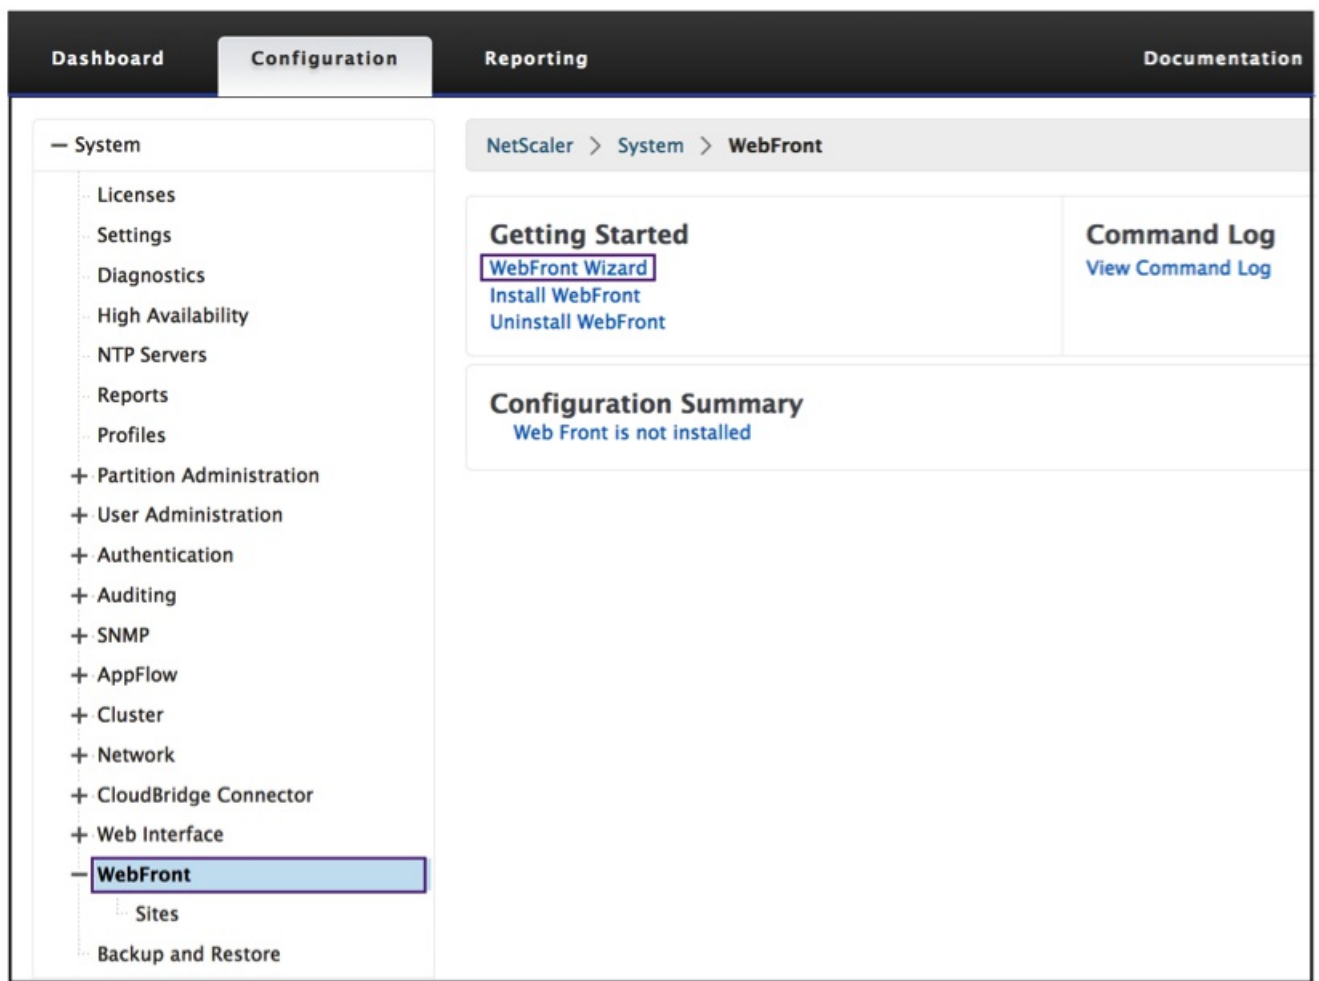 Dashboard Configuration Reporting Documentation
System
Licenses
Settings
Diagnostics
High Availability
NTP Servers
Reports
Profiles
Partition Administration
User Administration
Authentication
Auditing
SNMP
AppFlow
Cluster
Network
CloudBridge Connector
Web Interface
WebFront
Sites
Backup and Restore
NetScaler > System > WebFront
Getting Started
WebFront Wizard
Install WebFront
Uninstall WebFront
Command Log
View Command Log
Configuration Summary
Web Front is not installed